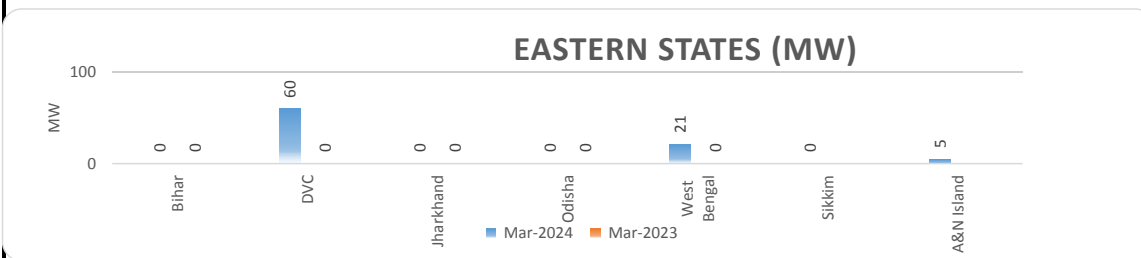 EASTERN STATES (MW)
100
MW
0
0
0
60
0
0
0
0
0
21
0
0
5
Bihar
DVC
Jharkhand
Odisha
West
Bengal
Sikkim
A&N Island
Mar-2024
Mar-2023